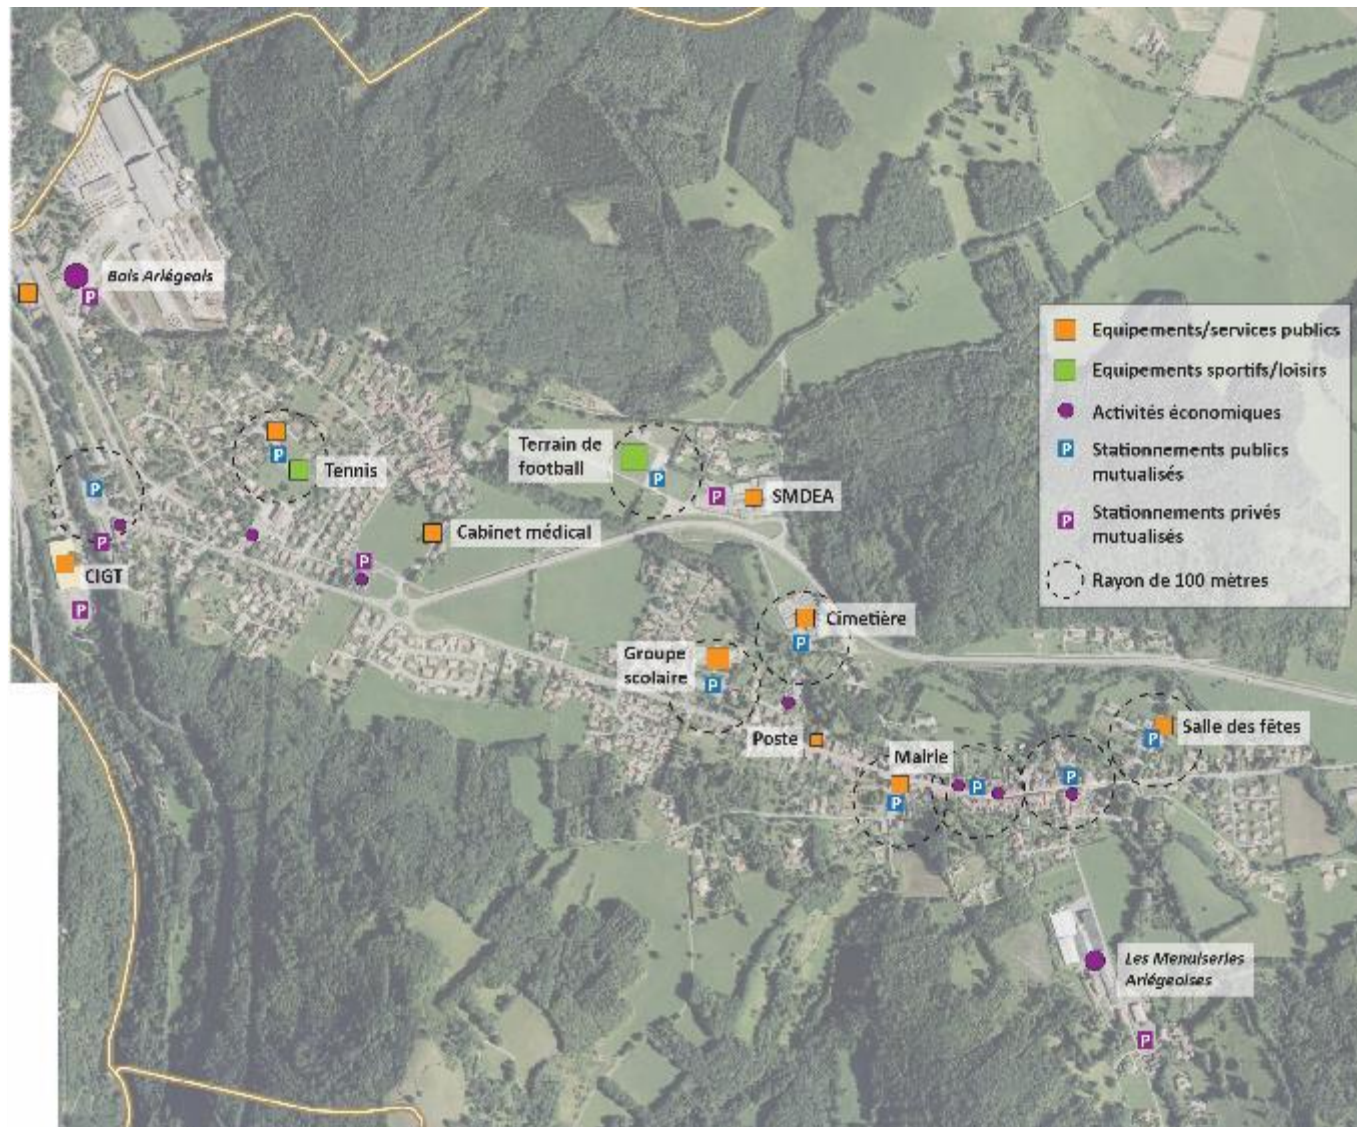 Bois Ariégeois
P
Equipements/services publics
Equipements sportifs/loisirs
Activités économiques
P
Stationnements publics
mutualisés
P
Stationnements privés
mutualisés
Rayon de 100 mètres
P
Tennis
Terrain de
football
P
P
SMDEA
P
Cabinet médical
P
CIGT
P
P
Cimetière
P
Groupe
scolaire
P
Poste
Salle des fêtes
P
Mairie
P
P
P
Les Menuiseries
Ariégeoises
P